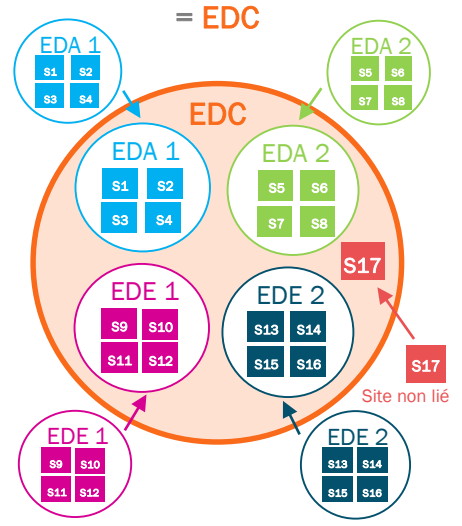 = EDC
EDA 1
S1 S2
S3 S4
EDA 2
S5 S6
S7 S8
EDC
EDA 1
S1 S2
S3 S4
EDA 2
S5 S6
S7 S8
S17
EDE 1
S9 S10
S11 S12
EDE 2
S13 S14
S15 S16
S17
Site non lié
EDE 1
S9 S10
S11 S12
EDE 2
S13 S14
S15 S16